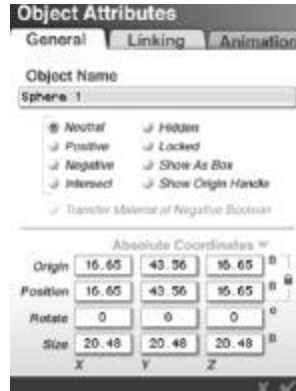 Object Attributes
General Linking Animation
Object Name
Sphere 1
Neutral Hidden
Positive Locked
Negative Show As Box
Intersect Show Origin Handle
Transfer Material of Negative Boolean
Absolute Coordinates
Origin 16.65 43.56 16.65 B
Position 16.65 43.56 16.65 B
Rotate 0 0 0 °
Size 20.48 20.48 20.48 B
X Y Z